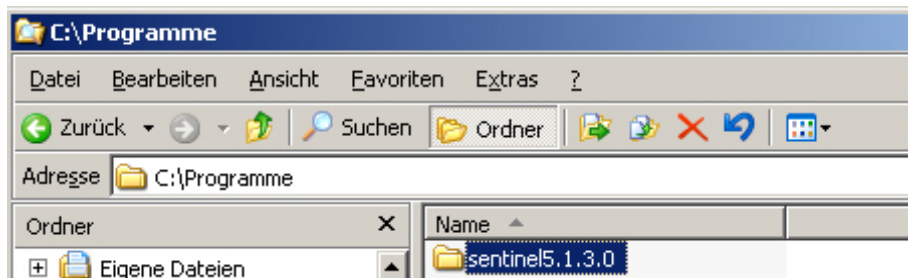 C:\Programme
Datei Bearbeiten Ansicht Favoriten Extras ?
Zurück Suchen Ordner
Adresse C:\Programme
Ordner x Name
Eigene Dateien sentinel5.1.3.0